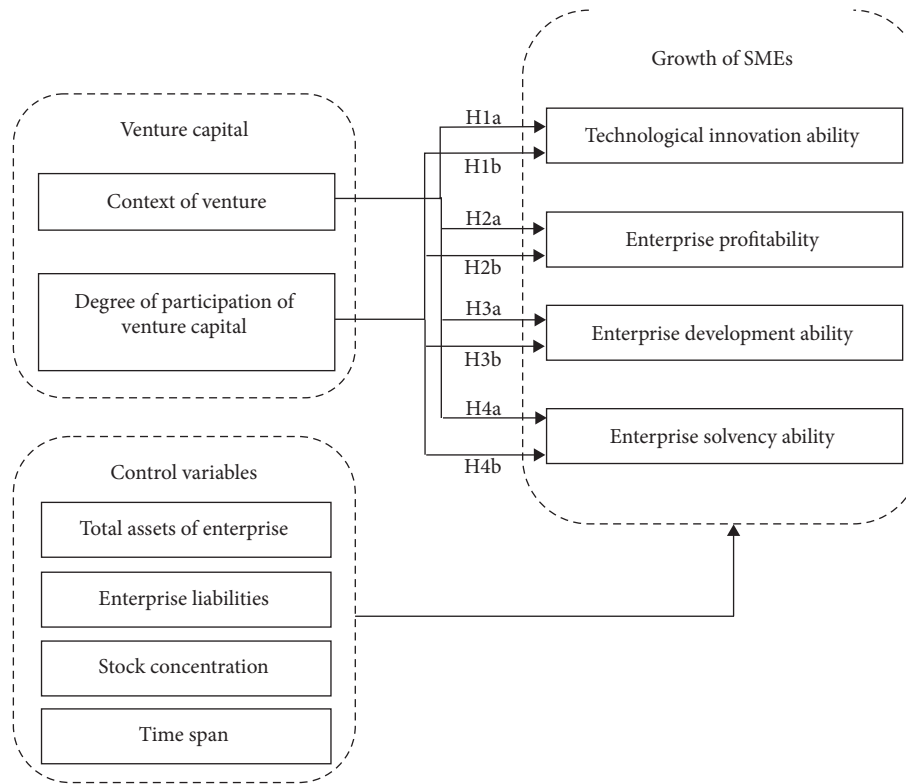 Growth of SMEs
Venture capital
Context of venture
Degree of participation of
venture capital
H1a
H1b
H2a
H2b
H3a
H3b
H4a
H4b
Technological innovation ability
Enterprise profitability
Enterprise development ability
Enterprise solvency ability
Control variables
Total assets of enterprise
Enterprise liabilities
Stock concentration
Time span